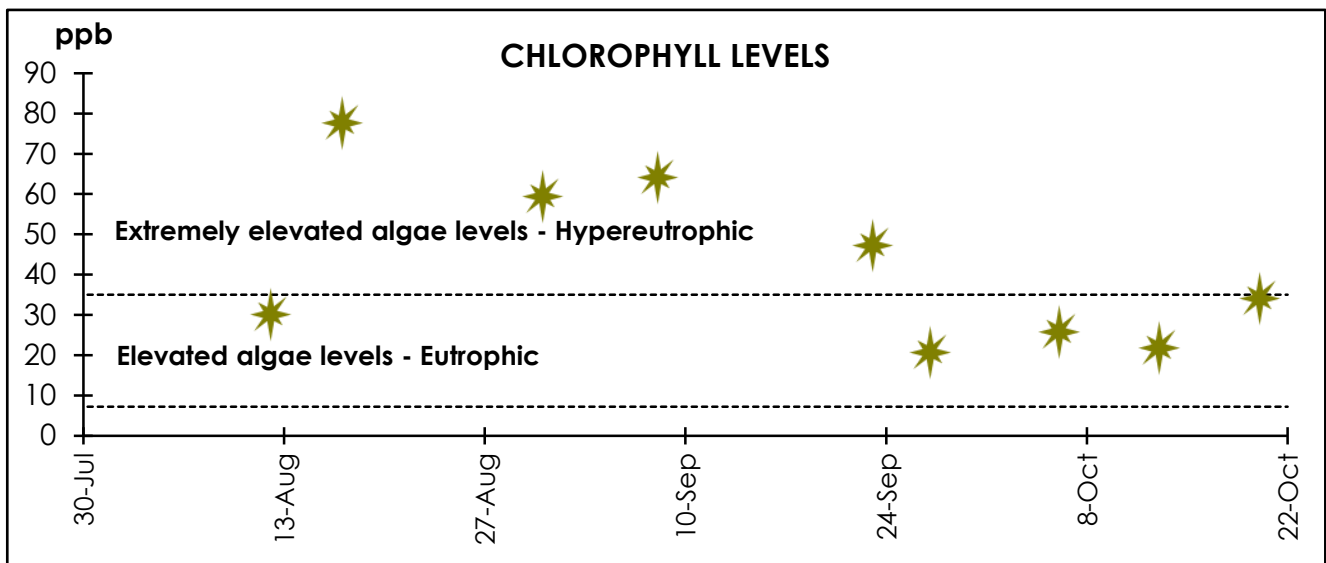 ppb
CHLOROPHYLL LEVELS
90
80
70
60
50
Extremely elevated algae levels - Hypereutrophic
40
30
20
Elevated algae levels - Eutrophic
10
0
30-Jul
13-Aug
27-Aug
10-Sep
24-Sep
8-Oct
22-Oct